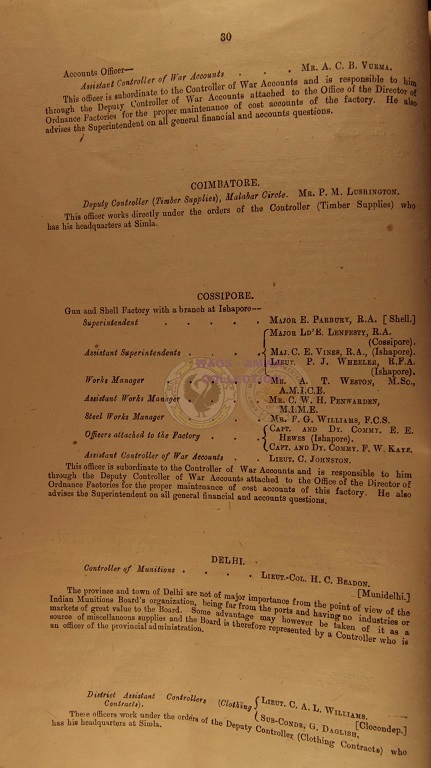 30
Accounts Officer—
Assistant Controller of War Accounts . . . MR. A. C. B. VURMA.
This officer is subordinate to the Controller of War Accounts and is responsible to him
through the Deputy Controller of War Accounts attached to the Office of the Director of
Ordnance Factories for the proper maintenance of cost accounts of the factory. He also
advises the Superintendent on all general financial and accounts questions.
COIMBATORE.
Deputy Controller (Timber Supplies), Malabar Circle. MR. P. M. LUSHINGTON.
This officer works directly under the orders of the Controller (Timber Supplies) who
has his headquarters at Simla.
COSSIPORE.
Gun and Shell Factory with a branch at Ishapore—
Superintendent . . . . . MAJOR E. PARBURY, R.A. [Shell.]
MAJOR LD'E. LENFESTY, R.A.
(Cossipore).
Assistant Superintendents . . . . MAJ. C. E. VINES, R.A., (Ishapore).
LIEUT. P. J. WHEELER, R.F.A.
(Ishapore).
Works Manager . . . . MR. A. T. WESTON, M.Sc.,
A.M.I.C.E.
Assistant Works Manager . . . . MR. C. W. H. PENWARDEN,
M.I.M.E.
Steel Works Manager . . . . MR. F. G. WILLIAMS, F.C.S.
Officers attached to the Factory . . . CAPT. AND DY. COMMY. E. E.
HEWES (Ishapore).
CAPT. AND DY. COMMY. F. W. KAYE.
Assistant Controller of War Accounts . . LIEUT. C. JOHNSTON.
This officer is subordinate to the Controller of War Accounts and is responsible to him
through the Deputy Controller of War Accounts attached to the Office of the Director of
Ordnance Factories for the proper maintenance of cost accounts of this factory. He also
advises the Superintendent on all general financial and accounts questions.
DELHI.
Controller of Munitions . . . . LIEUT.-COL. H. C. BEADON.
[Munidelhi.]
The province and town of Delhi are not of major importance from the point of view of the
Indian Munitions Board's organization, being far from the ports and having no industries or
markets of great value to the Board. Some advantage may however be taken of it as a
source of miscellaneous supplies and the Board is therefore represented by a Controller who is
an officer of the provincial administration.
District Assistant Controllers (Clothing LIEUT. C. A. L. WILLIAMS.
Contracts). SUB-CONDR. G. DAGLISH,
[Clocondep.]
These officers work under the orders of the Deputy Controller (Clothing Contracts) who
has his headquarters at Simla.